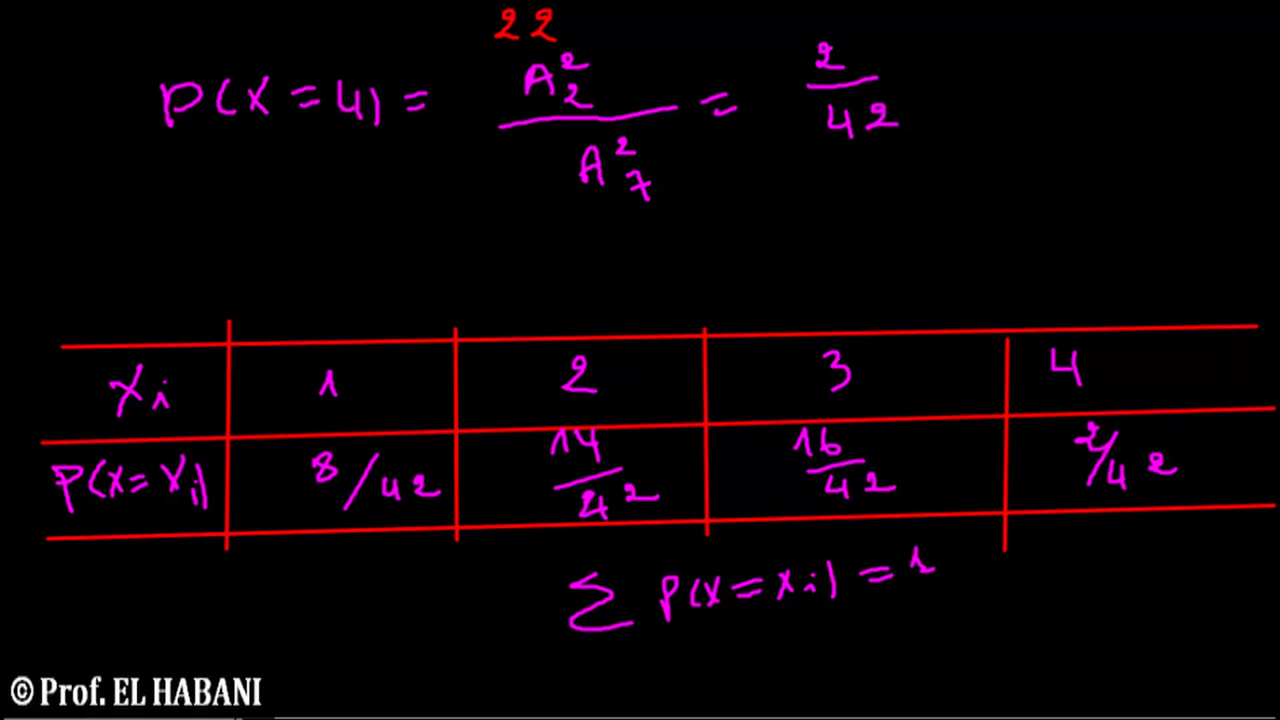 22
P(X=4) = A²₂ / A²₇ = 2/42
xi 1 2 3 4
P(X=xi) 8/42 14/42 16/42 2/42
∑ P(X=xi) = 1
© Prof. EL HABANI